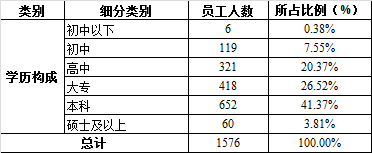 类别 细分类别 员工人数 所占比例（%）
学历构成 初中以下 6 0.38%
初中 119 7.55%
高中 321 20.37%
大专 418 26.52%
本科 652 41.37%
硕士及以上 60 3.81%
总计 1576 100.00%